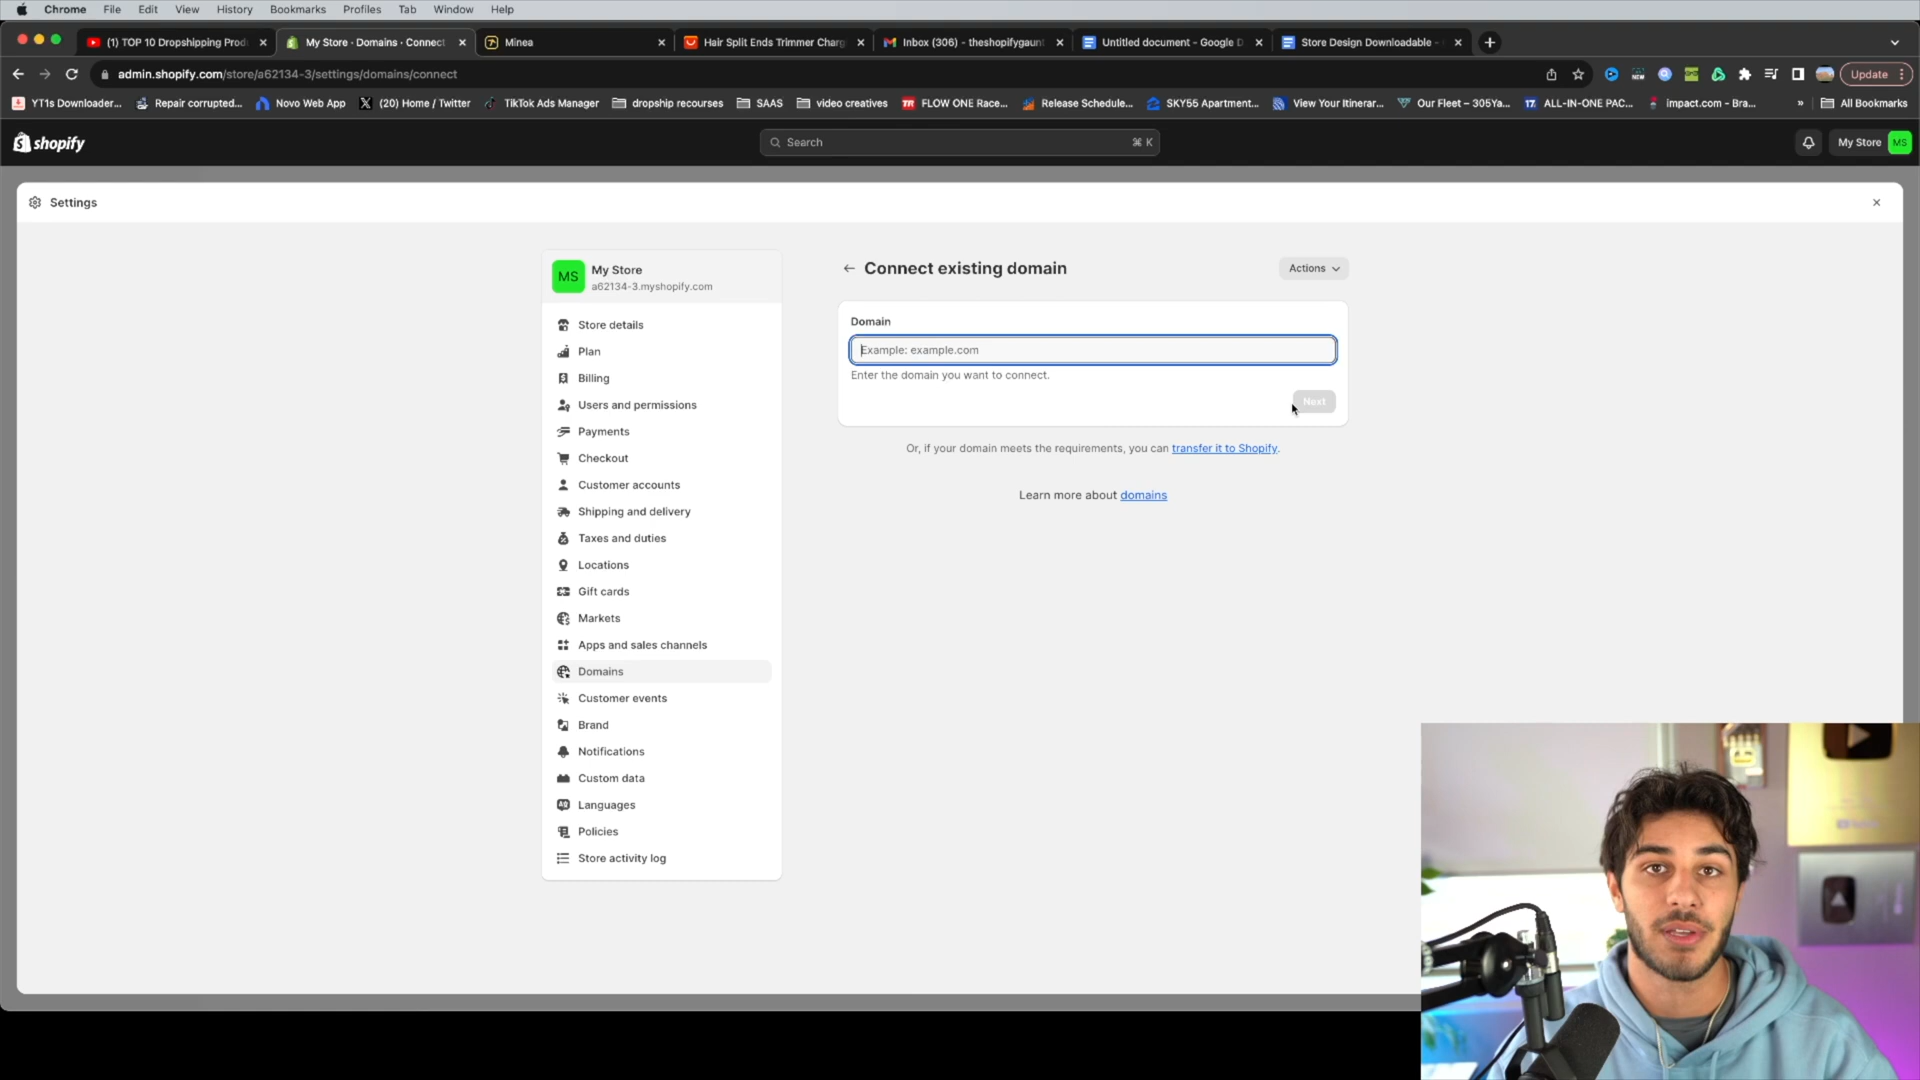 Chrome File Edit View History Bookmarks Profiles Tab Window Help
(1) TOP 10 Dropshipping Prod
My Store · Domains · Connect
Minea
Hair Split Ends Trimmer Charg
Inbox (306) - theshopifygaunt
Untitled document - Google D
Store Design Downloadable -
admin.shopify.com/store/a62134-3/settings/domains/connect
Update
YT1s Downloader...
Repair corrupted...
Novo Web App
(20) Home / Twitter
TikTok Ads Manager
dropship recourses
SAAS
video creatives
FLOW ONE Race...
Release Schedule...
SKY55 Apartment...
View Your Itinerar...
Our Fleet – 305Ya...
ALL-IN-ONE PAC...
impact.com - Bra...
»
All Bookmarks
shopify
Search
⌘ K
My Store
MS
Settings
MS
My Store
a62134-3.myshopify.com
Store details
Plan
Billing
Users and permissions
Payments
Checkout
Customer accounts
Shipping and delivery
Taxes and duties
Locations
Gift cards
Markets
Apps and sales channels
Domains
Customer events
Brand
Notifications
Custom data
Languages
Policies
Store activity log
Connect existing domain
Actions
Domain
Example: example.com
Enter the domain you want to connect.
Next
Or, if your domain meets the requirements, you can transfer it to Shopify.
Learn more about domains